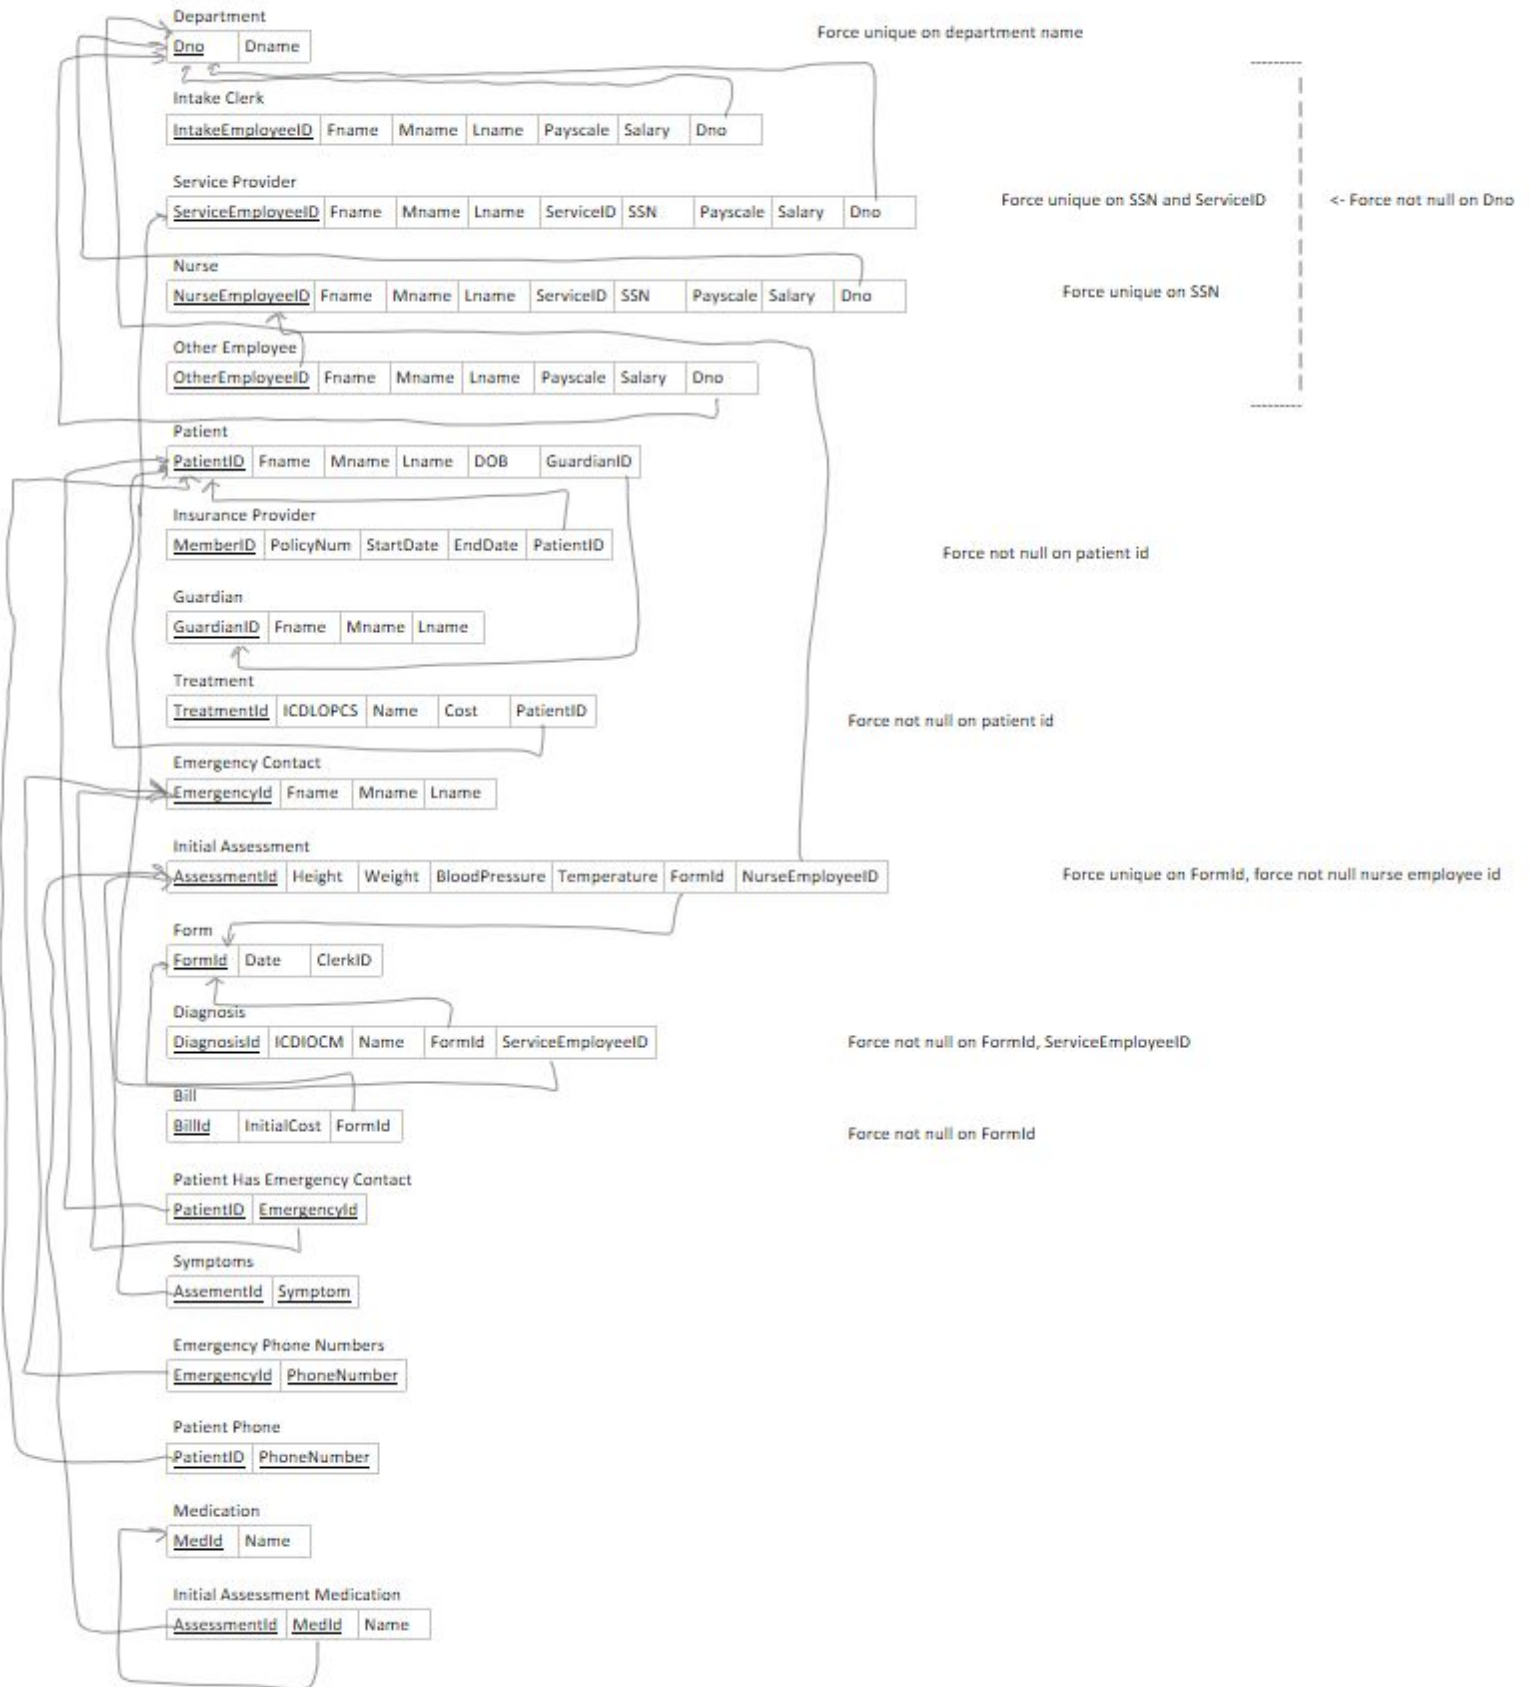 Department
Force unique on department name
Dno Dname
Intake Clerk
IntakeEmployeeID Fname Mname Lname Payscale Salary Dno
Service Provider
ServiceEmployeeID Fname Mname Lname ServiceID SSN Payscale Salary Dno
Force unique on SSN and ServiceID
<- Force not null on Dno
Nurse
NurseEmployeeID Fname Mname Lname ServiceID SSN Payscale Salary Dno
Force unique on SSN
Other Employee
OtherEmployeeID Fname Mname Lname Payscale Salary Dno
Patient
PatientID Fname Mname Lname DOB GuardianID
Insurance Provider
MemberID PolicyNum StartDate EndDate PatientID
Force not null on patient id
Guardian
GuardianID Fname Mname Lname
Treatment
TreatmentId ICDLOPCS Name Cost PatientID
Force not null on patient id
Emergency Contact
EmergencyId Fname Mname Lname
Initial Assessment
AssessmentId Height Weight BloodPressure Temperature FormId NurseEmployeeID
Force unique on FormId, force not null nurse employee id
Form
FormId Date ClerkID
Diagnosis
DiagnosisId ICDIOCM Name FormId ServiceEmployeeID
Force not null on FormId, ServiceEmployeeID
Bill
BillId InitialCost FormId
Force not null on FormId
Patient Has Emergency Contact
PatientID EmergencyId
Symptoms
AssementId Symptom
Emergency Phone Numbers
EmergencyId PhoneNumber
Patient Phone
PatientID PhoneNumber
Medication
MedId Name
Initial Assessment Medication
AssessmentId MedId Name